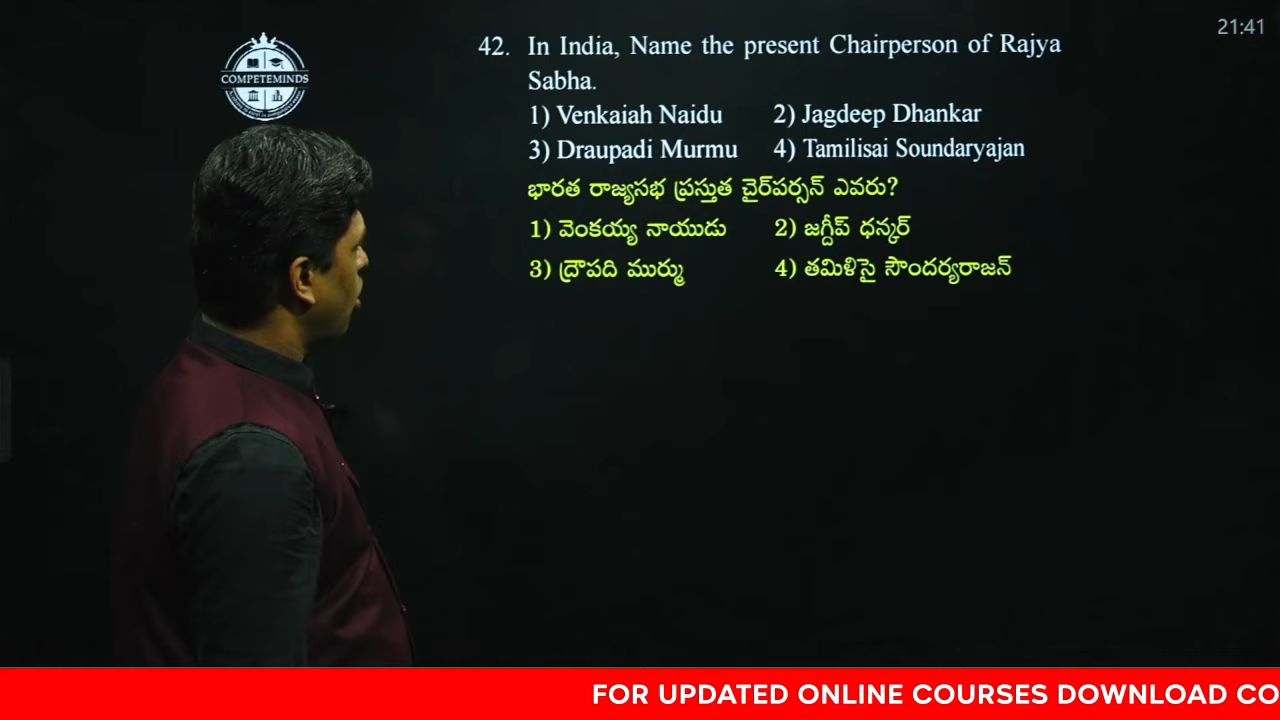 21:41
COMPETEMINDS
42. In India, Name the present Chairperson of Rajya
Sabha.
1) Venkaiah Naidu 2) Jagdeep Dhankar
3) Draupadi Murmu 4) Tamilisai Soundaryajan
భారత రాజ్యసభ ప్రస్తుత చైర్‌పర్సన్ ఎవరు?
1) వెంకయ్య నాయుడు 2) జగ్దీప్ ధన్కర్
3) ద్రౌపది ముర్ము 4) తమిళిసై సౌందర్యరాజన్
FOR UPDATED ONLINE COURSES DOWNLOAD CO